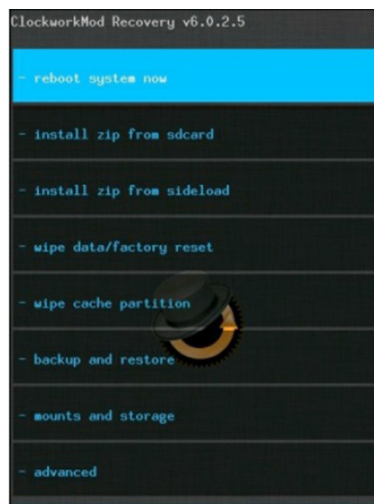 ClockworkMod Recovery v6.0.2.5
- reboot system now
- install zip from sdcard
- install zip from sideload
- wipe data/factory reset
- wipe cache partition
- backup and restore
- mounts and storage
- advanced